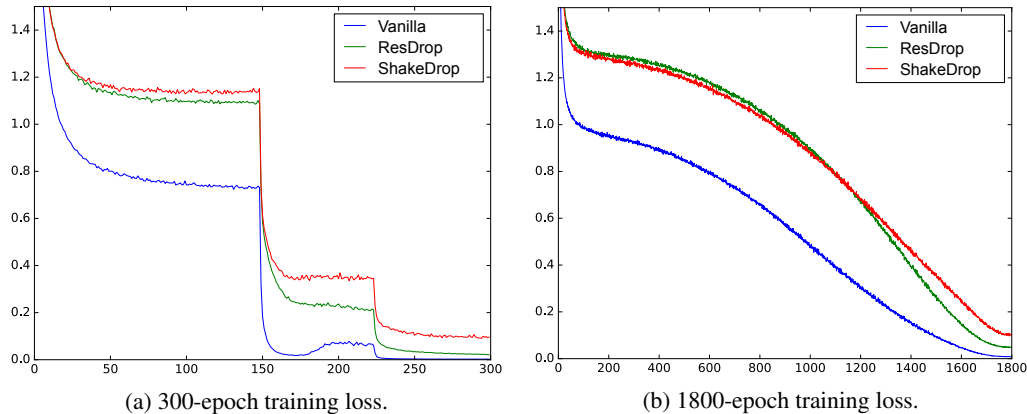 1.4
1.2
1.0
0.8
0.6
0.4
0.2
0.0
0 50 100 150 200 250 300
Vanilla
ResDrop
ShakeDrop
(a) 300-epoch training loss.
1.4
1.2
1.0
0.8
0.6
0.4
0.2
0.0
0 200 400 600 800 1000 1200 1400 1600 1800
Vanilla
ResDrop
ShakeDrop
(b) 1800-epoch training loss.